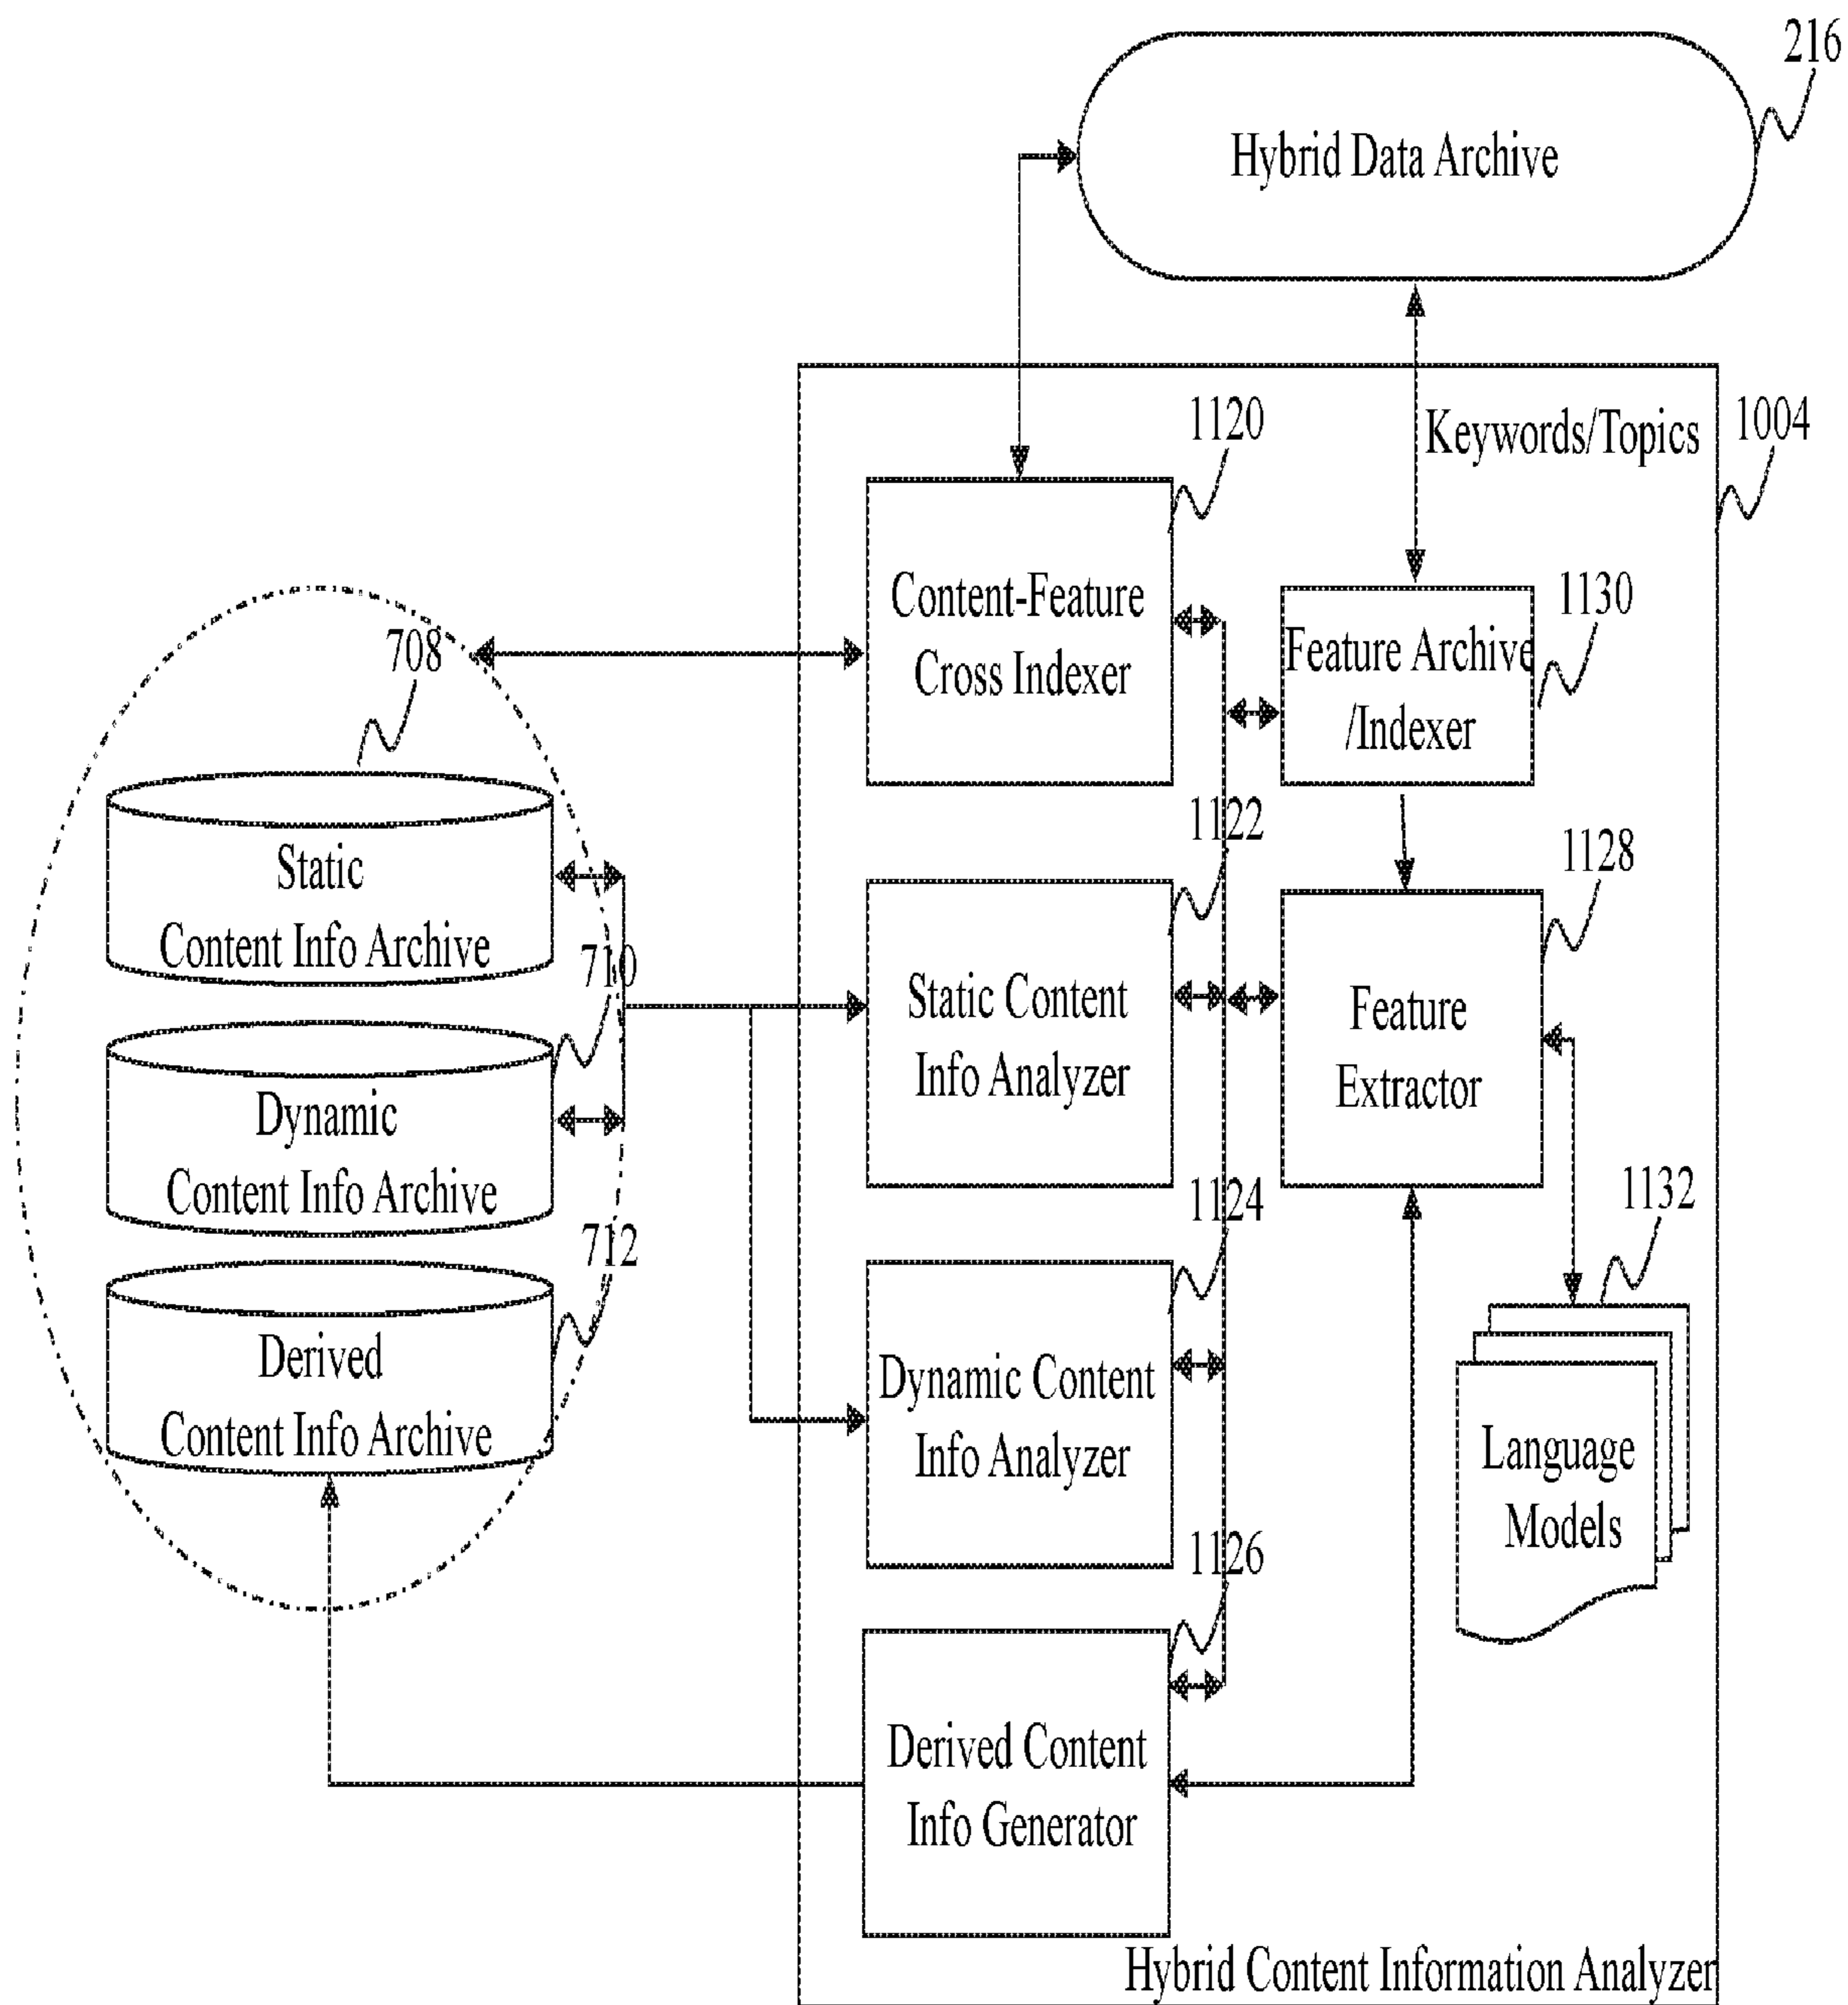 216
Hybrid Data Archive
Keywords/Topics
1004
1120
Content-Feature
Cross Indexer
1130
Feature Archive
/Indexer
708
Static
Content Info Archive
710
Dynamic
Content Info Archive
712
Derived
Content Info Archive
1122
Static Content
Info Analyzer
1128
Feature
Extractor
1124
Dynamic Content
Info Analyzer
1132
Language
Models
1126
Derived Content
Info Generator
Hybrid Content Information Analyzer